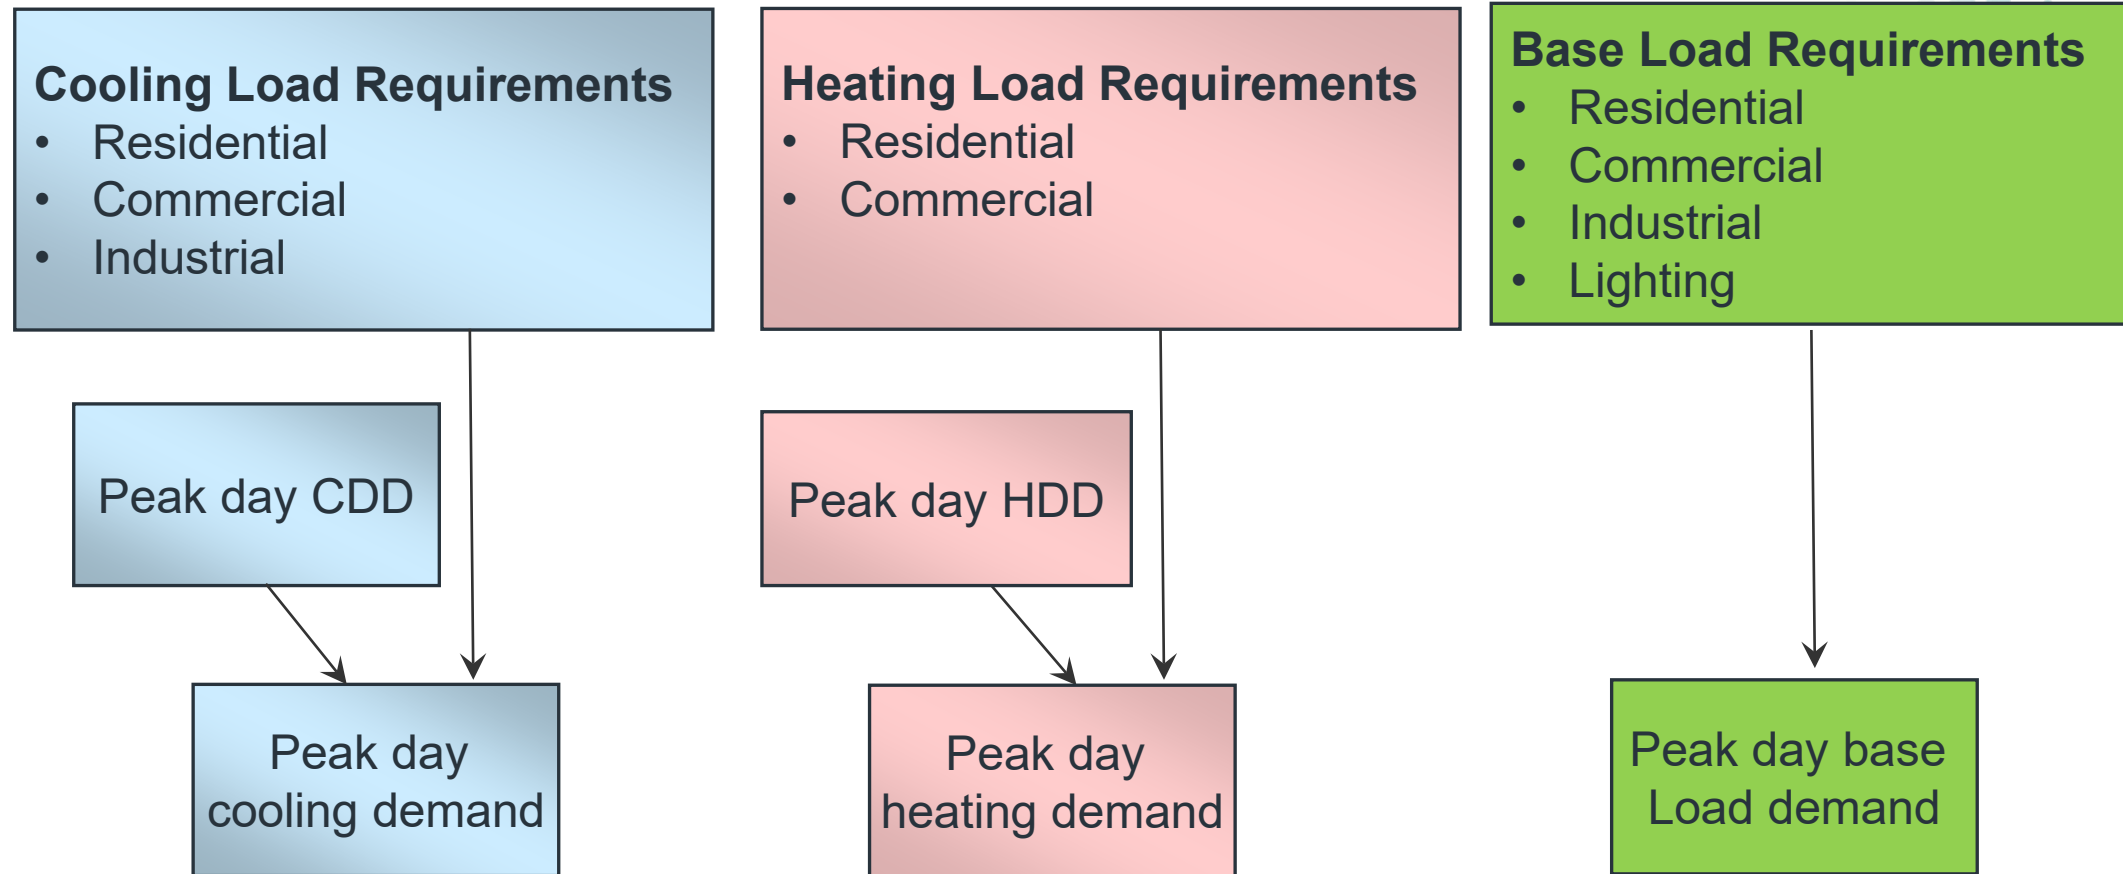 Cooling Load Requirements
• Residential
• Commercial
• Industrial
Heating Load Requirements
• Residential
• Commercial
Base Load Requirements
• Residential
• Commercial
• Industrial
• Lighting
Peak day CDD
Peak day HDD
Peak day
cooling demand
Peak day
heating demand
Peak day base
Load demand